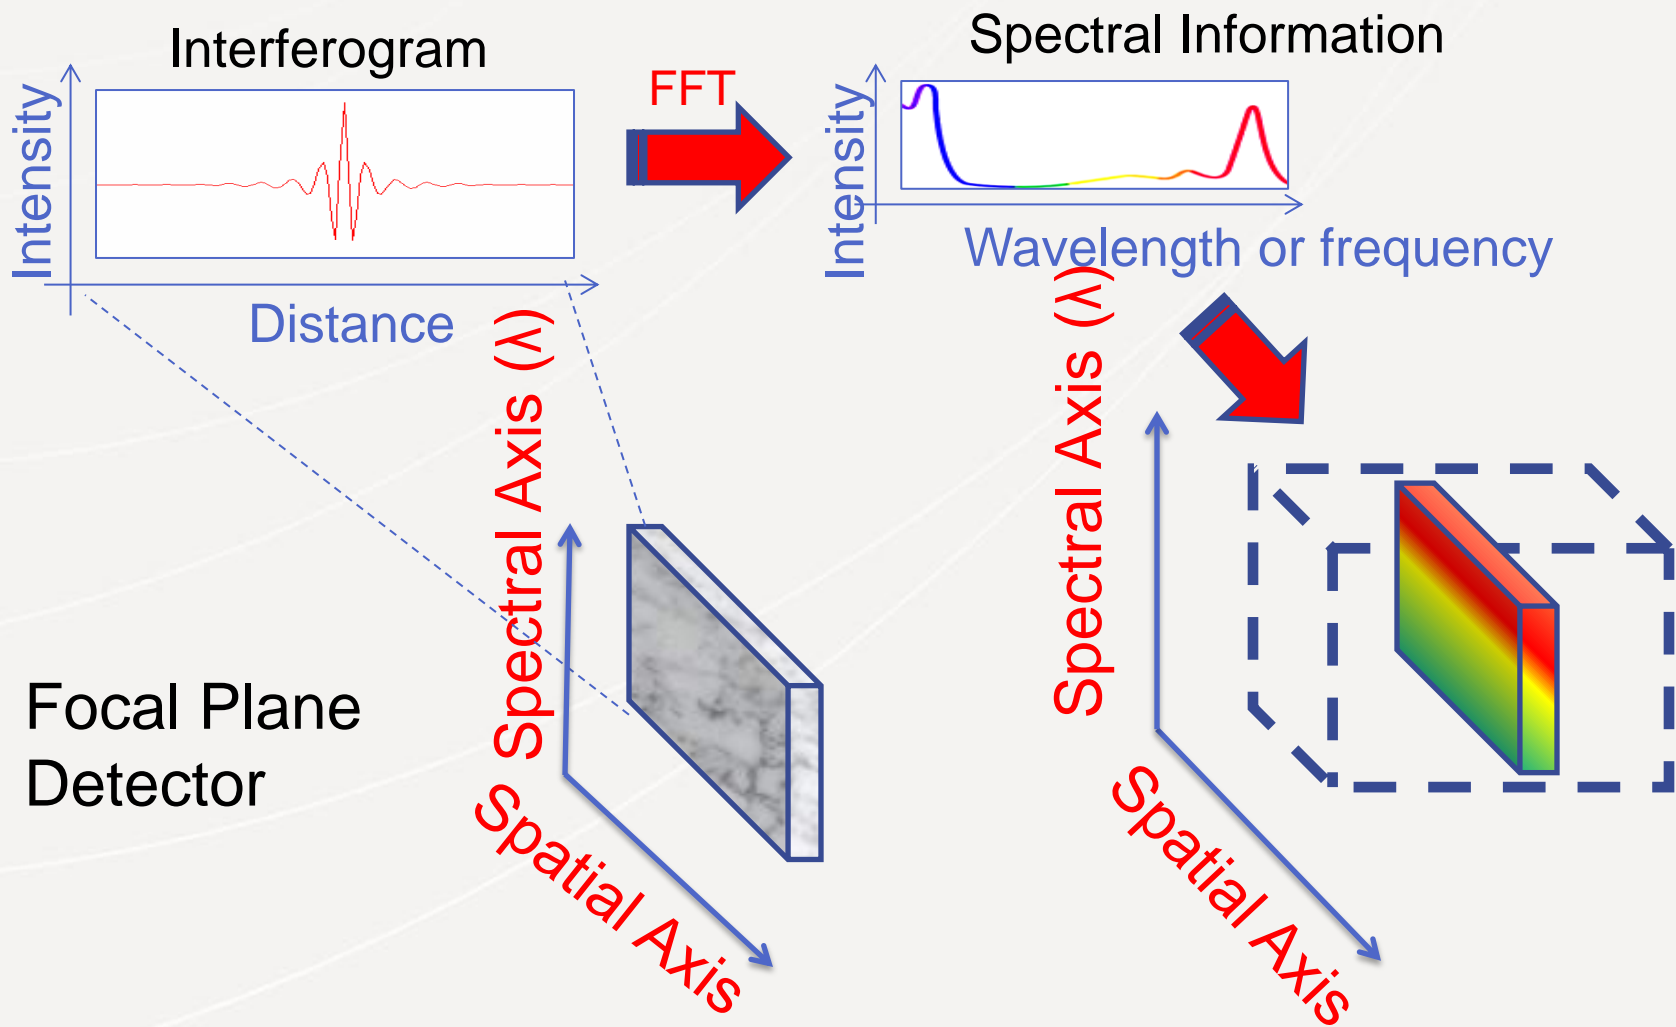 Interferogram
Intensity
Distance
FFT
Spectral Information
Intensity
Wavelength or frequency
Spectral Axis (λ)
Spatial Axis
Spectral Axis (λ)
Spatial Axis
Focal Plane
Detector